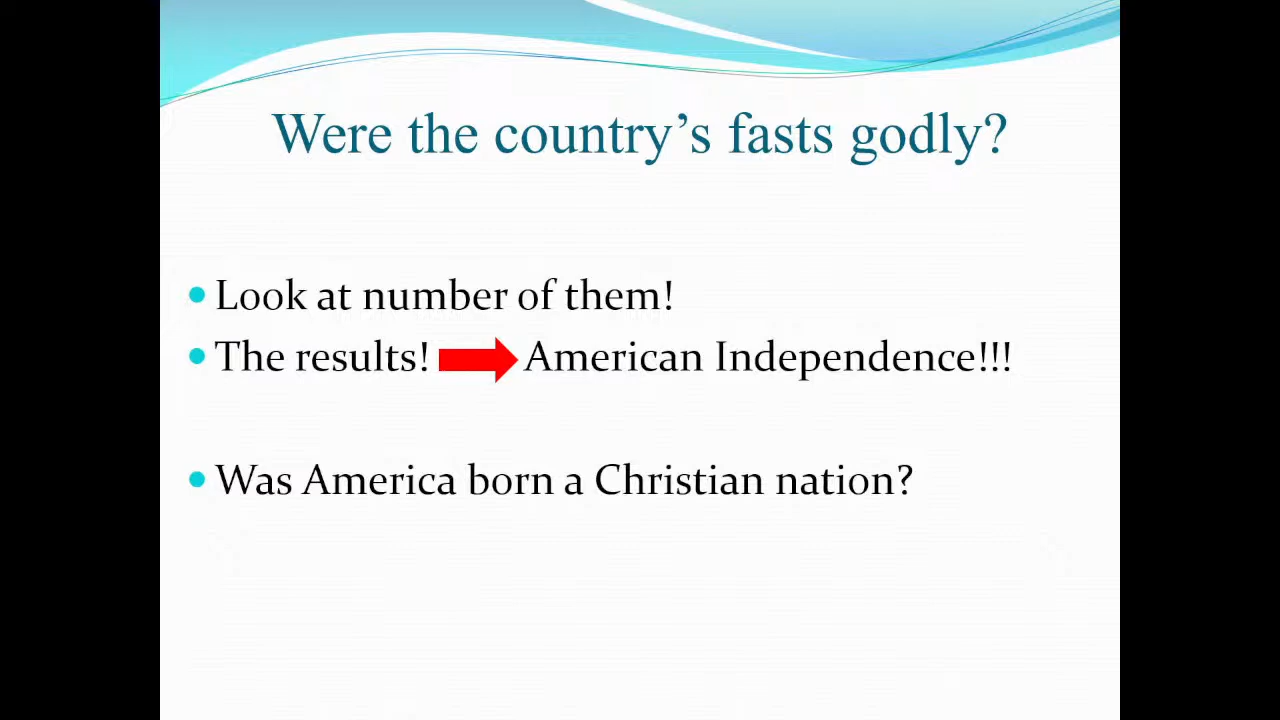 Were the country’s fasts godly?
• Look at number of them!
• The results! American Independence!!!
• Was America born a Christian nation?